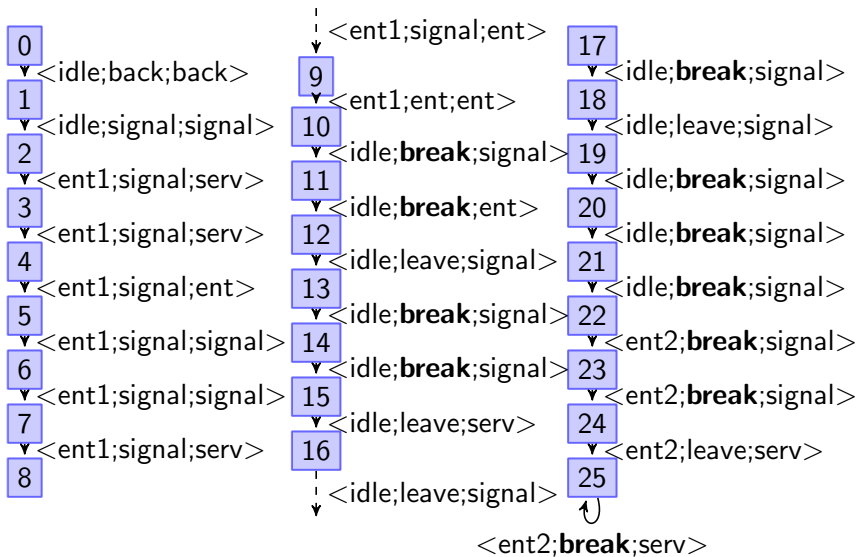 0
<idle;back;back>
1
<idle;signal;signal>
2
<ent1;signal;serv>
3
<ent1;signal;serv>
4
<ent1;signal;ent>
5
<ent1;signal;signal>
6
<ent1;signal;signal>
7
<ent1;signal;serv>
8
<ent1;signal;ent>
9
<ent1;ent;ent>
10
<idle;break;signal>
11
<idle;break;ent>
12
<idle;leave;signal>
13
<idle;break;signal>
14
<idle;break;signal>
15
<idle;leave;serv>
16
<idle;leave;signal>
17
<idle;break;signal>
18
<idle;leave;signal>
19
<idle;break;signal>
20
<idle;break;signal>
21
<idle;break;signal>
22
<ent2;break;signal>
23
<ent2;break;signal>
24
<ent2;leave;serv>
25
<ent2;break;serv>